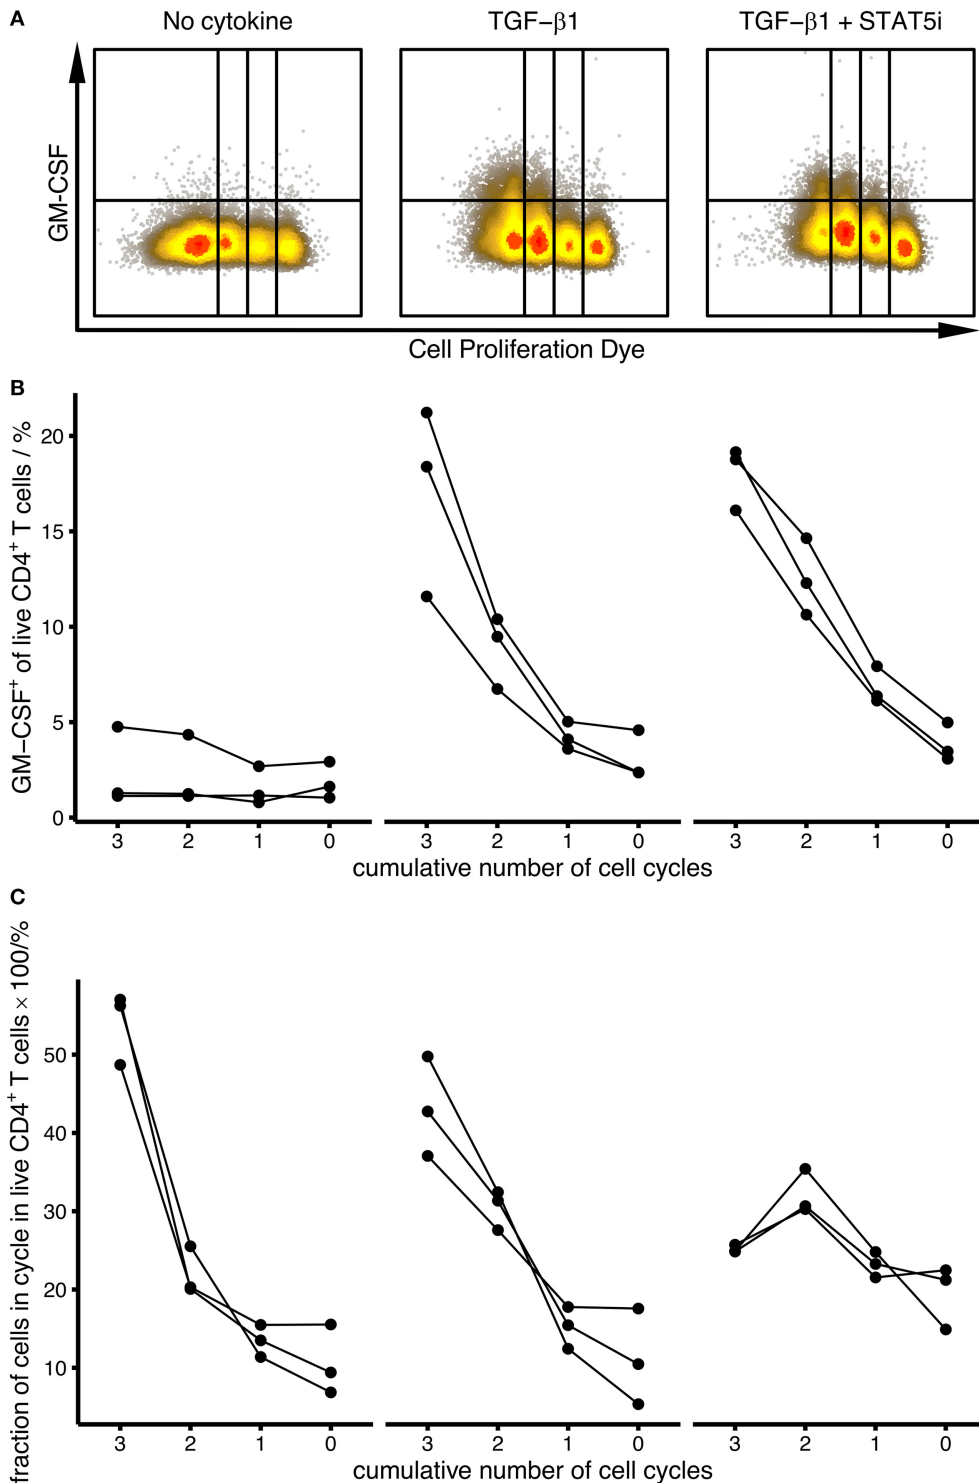 A
No cytokine TGF−β1 TGF−β1 + STAT5i
GM-CSF
Cell Proliferation Dye
B
GM−CSF⁺ of live CD4⁺ T cells / %
20
15
10
5
0
3 2 1 0 3 2 1 0 3 2 1 0
cumulative number of cell cycles
C
fraction of cells in cycle in live CD4⁺ T cells × 100/%
50
40
30
20
10
3 2 1 0 3 2 1 0 3 2 1 0
cumulative number of cell cycles